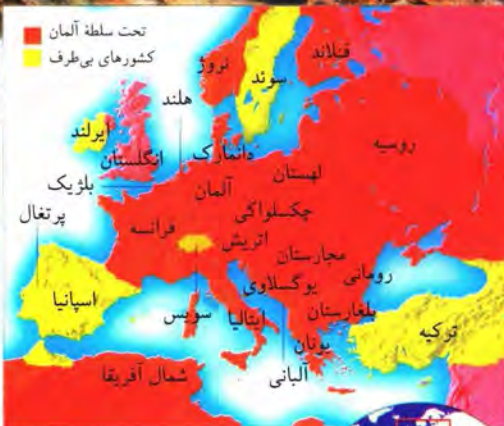 تحت سلطهٔ آلمان
کشورهای بی‌طرف
فنلاند
نروژ
سوئد
هلند
ایرلند
روسیه
دانمارک
انگلستان
لهستان
بلژیک
آلمان
چکسلواکی
پرتغال
فرانسه
اتریش
مجارستان
رومانی
یوگسلاوی
اسپانیا
سویس
ایتالیا
بلغارستان
ترکیه
یونان
شمال آفریقا
آلبانی